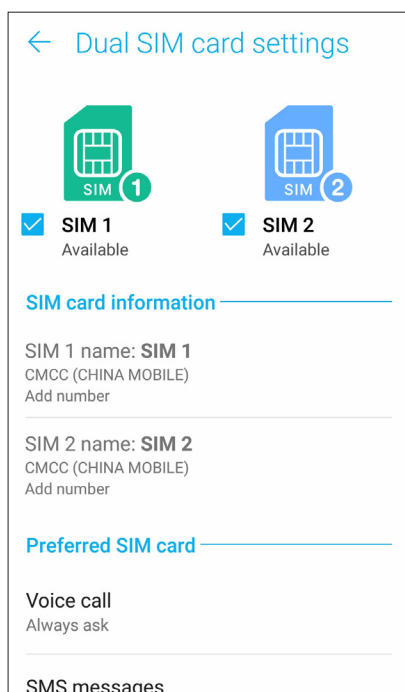 Dual SIM card settings
SIM 1
SIM 2
SIM 1
SIM 2
Available
Available
SIM card information
SIM 1 name: SIM 1
CMCC (CHINA MOBILE)
Add number
SIM 2 name: SIM 2
CMCC (CHINA MOBILE)
Add number
Preferred SIM card
Voice call
Always ask
SMS messages